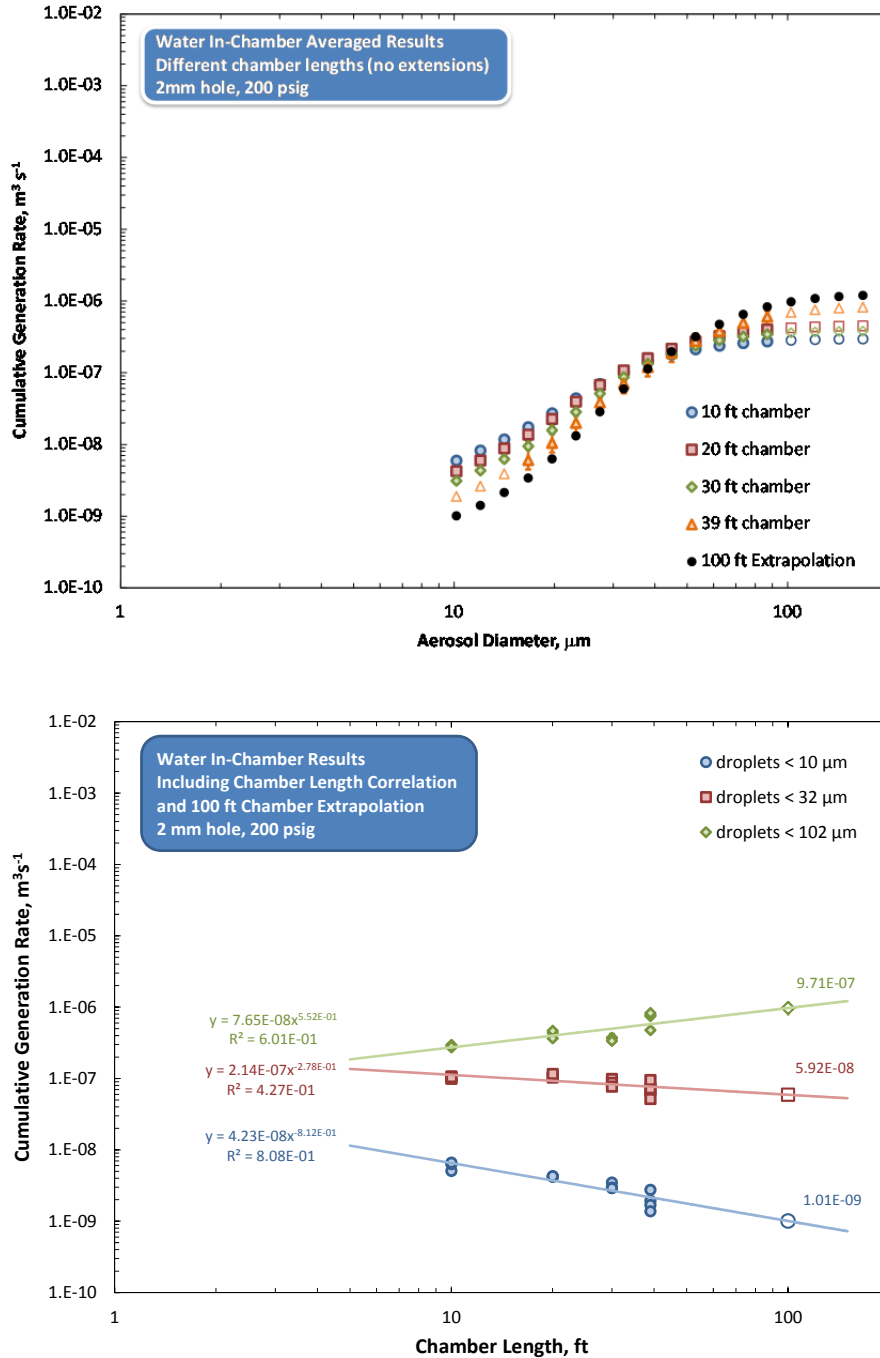 1.0E-02
1.0E-03
1.0E-04
1.0E-05
1.0E-06
1.0E-07
1.0E-08
1.0E-09
1.0E-10
Cumulative Generation Rate, m³ s⁻¹
Water In-Chamber Averaged Results
Different chamber lengths (no extensions)
2mm hole, 200 psig
10 ft chamber
20 ft chamber
30 ft chamber
39 ft chamber
100 ft Extrapolation
1
10
100
Aerosol Diameter, μm
1.E-02
1.E-03
1.E-04
1.E-05
1.E-06
1.E-07
1.E-08
1.E-09
1.E-10
Cumulative Generation Rate, m³s⁻¹
Water In-Chamber Results
Including Chamber Length Correlation
and 100 ft Chamber Extrapolation
2 mm hole, 200 psig
droplets < 10 μm
droplets < 32 μm
droplets < 102 μm
9.71E-07
y = 7.65E-08x^5.52E-01
R² = 6.01E-01
5.92E-08
y = 2.14E-07x^-2.78E-01
R² = 4.27E-01
y = 4.23E-08x^-8.12E-01
R² = 8.08E-01
1.01E-09
1
10
100
Chamber Length, ft